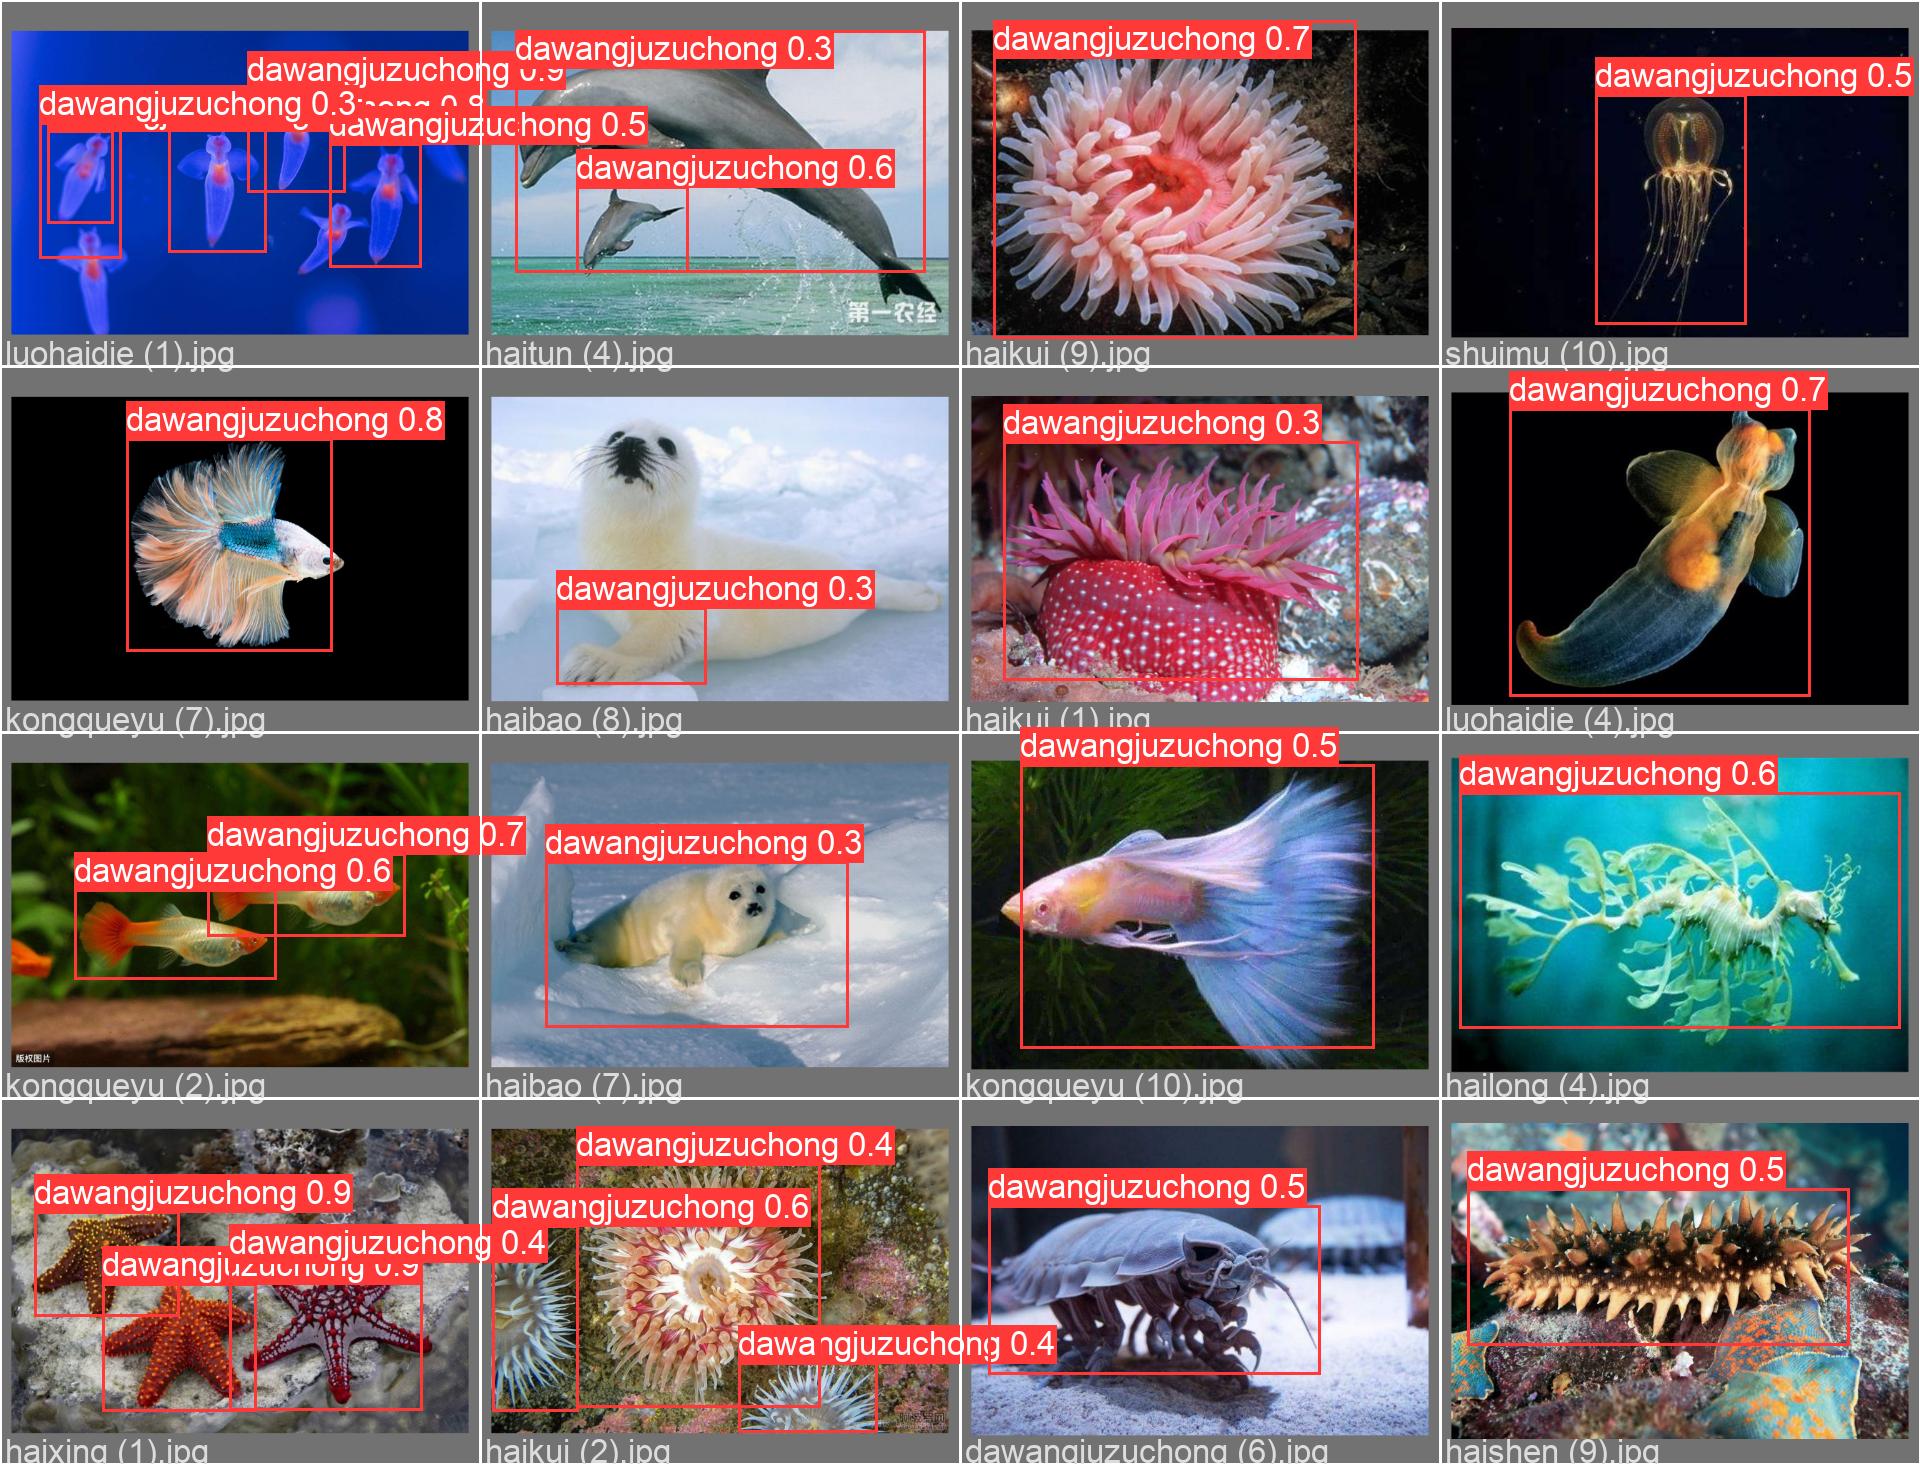 dawangjuzuchong 0.9
dawangjuzuchong 0.3
dawangjuzuchong 0.5
luohaidie (1).jpg
dawangjuzuchong 0.3
dawangjuzuchong 0.6
第一农经
haitun (4).jpg
dawangjuzuchong 0.7
haikui (9).jpg
dawangjuzuchong 0.5
shuimu (10).jpg
dawangjuzuchong 0.8
kongqueyu (7).jpg
dawangjuzuchong 0.3
haibao (8).jpg
dawangjuzuchong 0.3
haikui (1).jpg
dawangjuzuchong 0.7
luohaidie (4).jpg
dawangjuzuchong 0.7
dawangjuzuchong 0.6
版权图片
kongqueyu (2).jpg
dawangjuzuchong 0.3
haibao (7).jpg
dawangjuzuchong 0.5
kongqueyu (10).jpg
dawangjuzuchong 0.6
hailong (4).jpg
dawangjuzuchong 0.9
dawangjuzuchong 0.4
dawangjuzuchong 0.9
haixing (1).jpg
dawangjuzuchong 0.4
dawangjuzuchong 0.6
dawangjuzuchong 0.4
haikui (2).jpg
dawangjuzuchong 0.5
dawangjuzuchong (6).jpg
dawangjuzuchong 0.5
haishen (9).jpg